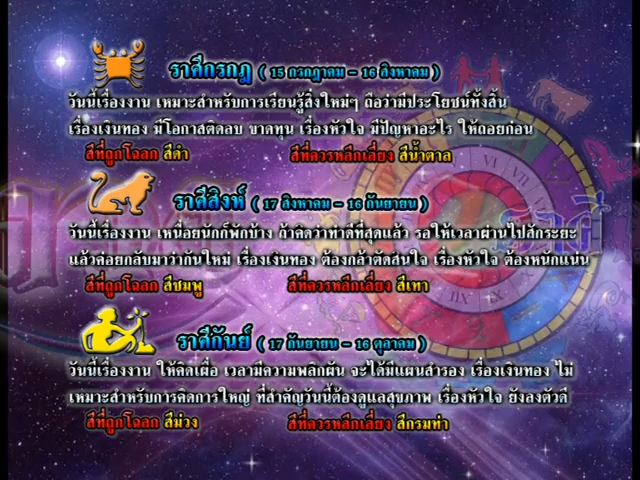 ราศีกรกฎ ( 15 กรกฎาคม - 16 สิงหาคม )
วันนี้เรื่องงาน เหมาะสำหรับการเรียนรู้สิ่งใหม่ๆ ถือว่ามีประโยชน์ทั้งสิ้น
เรื่องเงินทอง มีโอกาสติดลบ ขาดทุน เรื่องหัวใจ มีปัญหาอะไร ให้ถอยก่อน
สีที่ถูกโฉลก สีดำ สีที่ควรหลีกเลี่ยง สีน้ำตาล
ราศีสิงห์ ( 17 สิงหาคม - 16 กันยายน )
วันนี้เรื่องงาน เหนื่อยนักก็พักบ้าง ถ้าคิดว่าทำดีที่สุดแล้ว รอให้เวลาผ่านไปสักระยะ
แล้วค่อยกลับมาว่ากันใหม่ เรื่องเงินทอง ต้องกล้าตัดสินใจ เรื่องหัวใจ ต้องหนักแน่น
สีที่ถูกโฉลก สีชมพู สีที่ควรหลีกเลี่ยง สีเทา
ราศีกันย์ ( 17 กันยายน - 16 ตุลาคม )
วันนี้เรื่องงาน ให้คิดเผื่อ เวลามีความพลิกผัน จะได้มีแผนสำรอง เรื่องเงินทอง ไม่
เหมาะสำหรับการคิดการใหญ่ ที่สำคัญวันนี้ต้องดูแลสุขภาพ เรื่องหัวใจ ยังลงตัวดี
สีที่ถูกโฉลก สีม่วง สีที่ควรหลีกเลี่ยง สีกรมท่า